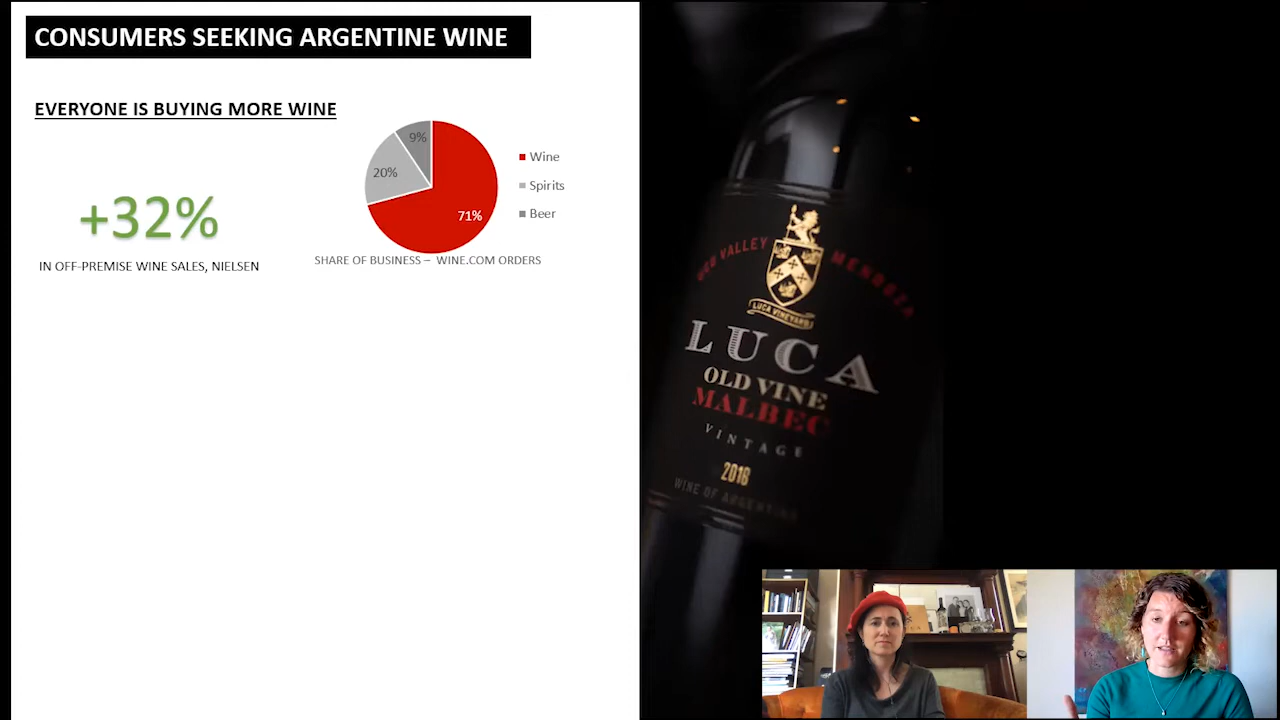 CONSUMERS SEEKING ARGENTINE WINE
EVERYONE IS BUYING MORE WINE
9%
20%
71%
Wine
Spirits
Beer
+32%
IN OFF-PREMISE WINE SALES, NIELSEN
SHARE OF BUSINESS – WINE.COM ORDERS
UCO VALLEY MENDOZA
LUCA VINEYARD
LUCA
OLD VINE
MALBEC
VINTAGE
2018
WINE OF ARGENTINA